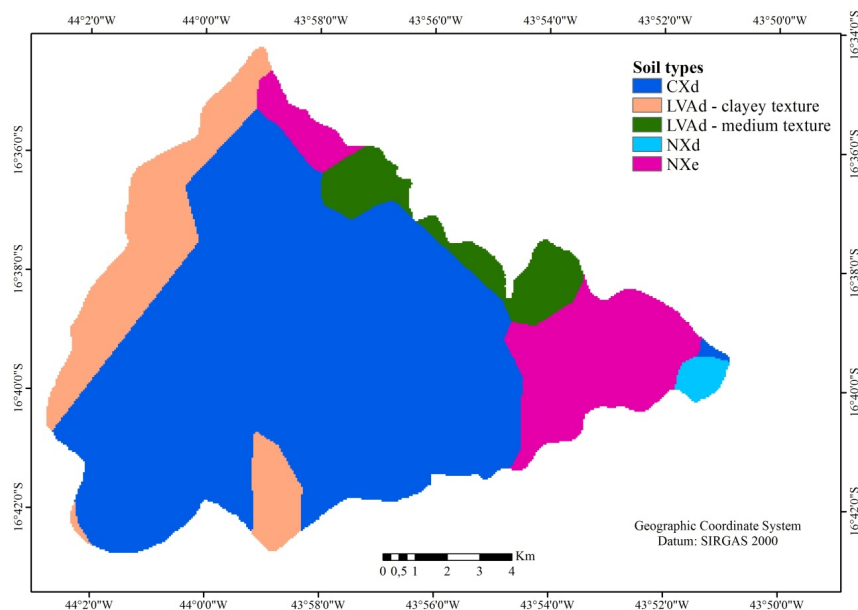 44°2'0"W 44°0'0"W 43°58'0"W 43°56'0"W 43°54'0"W 43°52'0"W 43°50'0"W
16°34'0"S
Soil types
CXd
LVAd - clayey texture
LVAd - medium texture
NXd
NXe
16°36'0"S 16°36'0"S
16°38'0"S 16°38'0"S
16°40'0"S 16°40'0"S
16°42'0"S 16°42'0"S
Geographic Coordinate System
Datum: SIRGAS 2000
Km
0 0,5 1 2 3 4
44°2'0"W 44°0'0"W 43°58'0"W 43°56'0"W 43°54'0"W 43°52'0"W 43°50'0"W